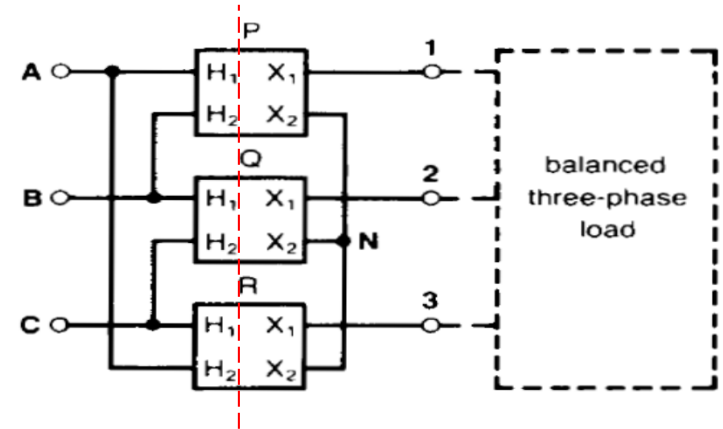 P
A H₁ X₁ 1
H₂ X₂
Q
B H₁ X₁ 2
H₂ X₂ N
R
C H₁ X₁ 3
H₂ X₂
balanced
three-phase
load